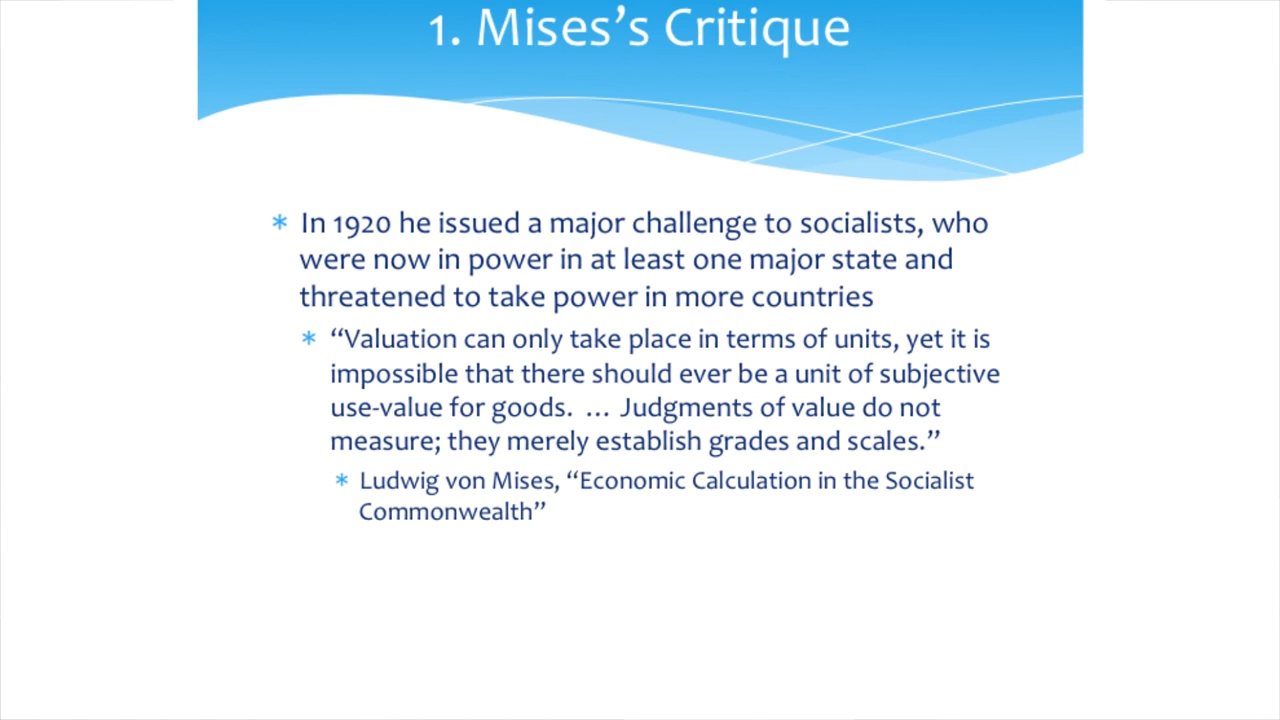 1. Mises’s Critique
* In 1920 he issued a major challenge to socialists, who
were now in power in at least one major state and
threatened to take power in more countries
* “Valuation can only take place in terms of units, yet it is
impossible that there should ever be a unit of subjective
use-value for goods. … Judgments of value do not
measure; they merely establish grades and scales.”
* Ludwig von Mises, “Economic Calculation in the Socialist
Commonwealth”